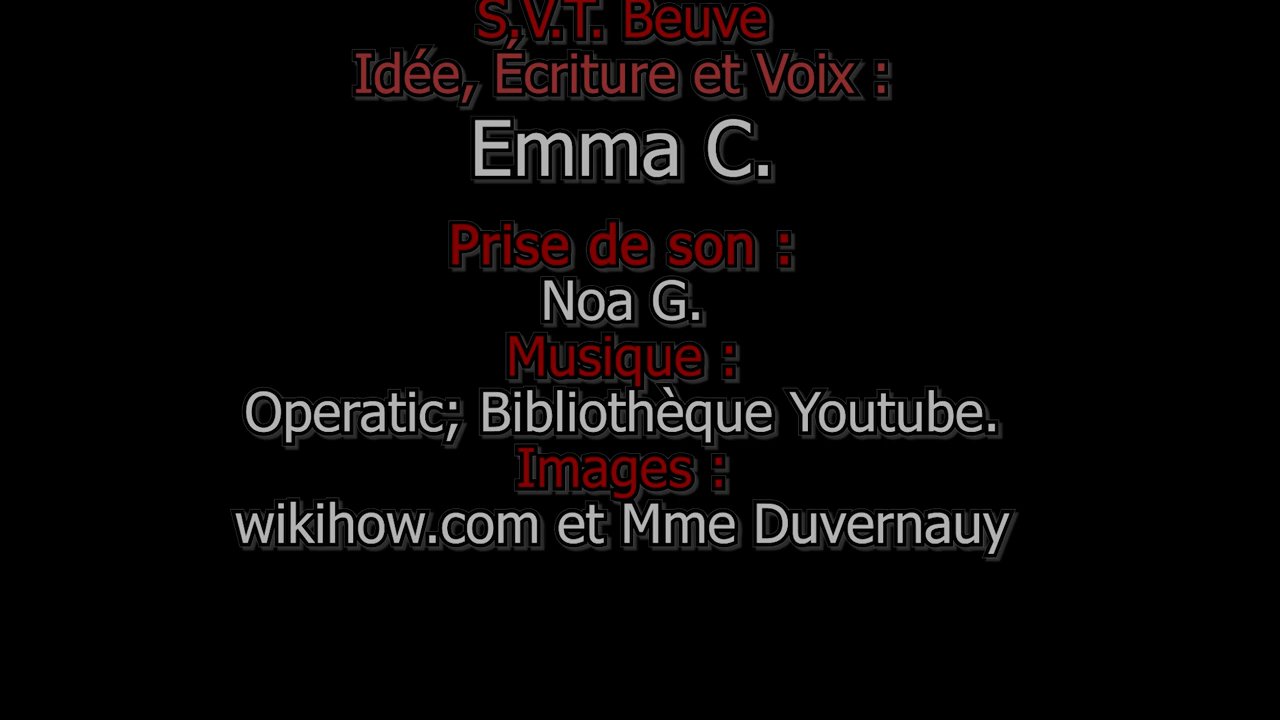 S.V.T. Beuve
Idée, Écriture et Voix :
Emma C.
Prise de son :
Noa G.
Musique :
Operatic; Bibliothèque Youtube.
Images :
wikihow.com et Mme Duvernauy